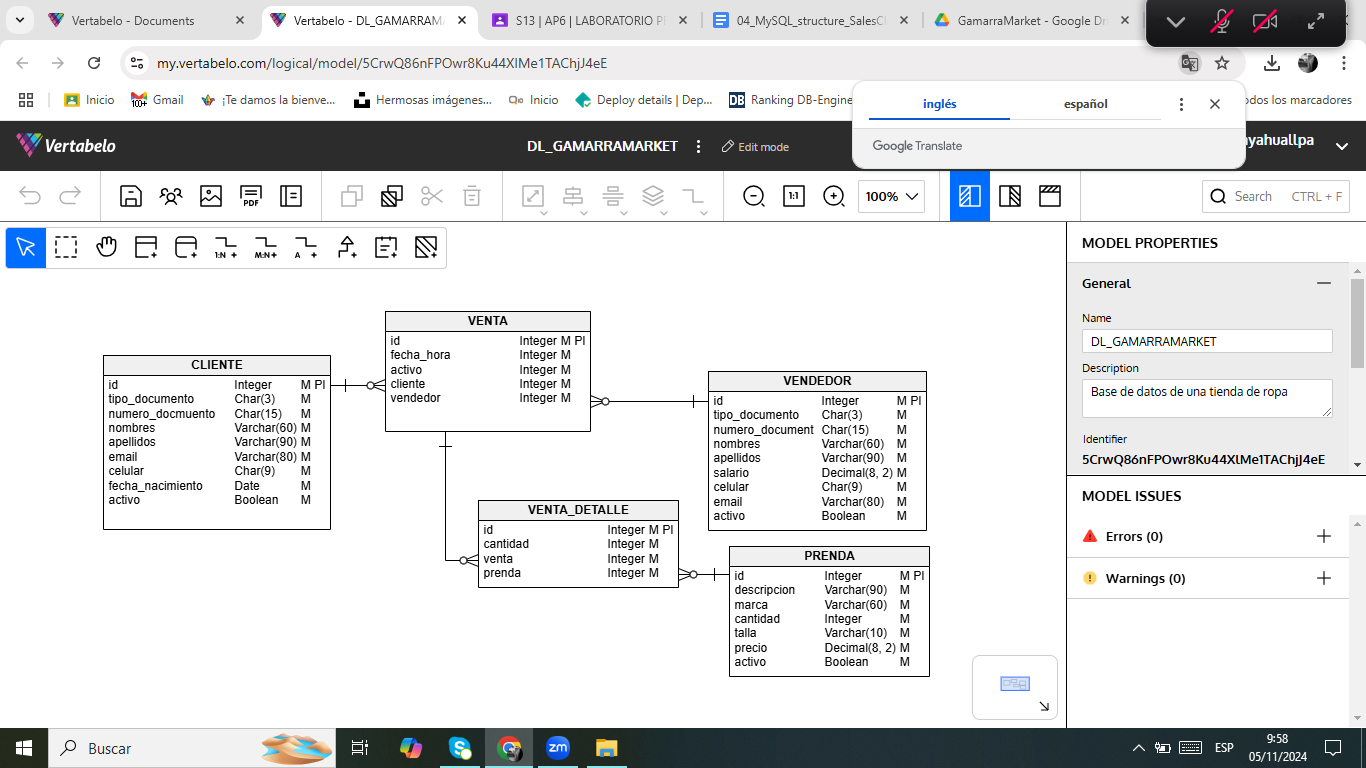 Vertabelo - Documents
Vertabelo - DL_GAMARRAM
S13 | AP6 | LABORATORIO P
04_MySQL_structure_SalesC
GamarraMarket - Google Dr
my.vertabelo.com/logical/model/5CrwQ86nFPOwr8Ku44XlMe1TAChjJ4eE
Inicio
Gmail
¡Te damos la bienve...
Hermosas imágenes...
Inicio
Deploy details | Dep...
Ranking DB-Engine
odos los marcadores
inglés
español
Google Translate
Vertabelo
DL_GAMARRAMARKET
Edit mode
ayahuallpa
PDF
1:1
100%
Search CTRL + F
1:N
M:N
A
MODEL PROPERTIES
General
Name
DL_GAMARRAMARKET
Description
Base de datos de una tienda de ropa
Identifier
5CrwQ86nFPOwr8Ku44XlMe1TAChjJ4eE
MODEL ISSUES
Errors (0)
Warnings (0)
VENTA
id Integer M PI
fecha_hora Integer M
activo Integer M
cliente Integer M
vendedor Integer M
CLIENTE
id Integer M PI
tipo_documento Char(3) M
numero_docmuento Char(15) M
nombres Varchar(60) M
apellidos Varchar(90) M
email Varchar(80) M
celular Char(9) M
fecha_nacimiento Date M
activo Boolean M
VENDEDOR
id Integer M PI
tipo_documento Char(3) M
numero_document Char(15) M
nombres Varchar(60) M
apellidos Varchar(90) M
salario Decimal(8, 2) M
celular Char(9) M
email Varchar(80) M
activo Boolean M
VENTA_DETALLE
id Integer M PI
cantidad Integer M
venta Integer M
prenda Integer M
PRENDA
id Integer M PI
descripcion Varchar(90) M
marca Varchar(60) M
cantidad Integer M
talla Varchar(10) M
precio Decimal(8, 2) M
activo Boolean M
Buscar
zm
ESP
9:58
05/11/2024